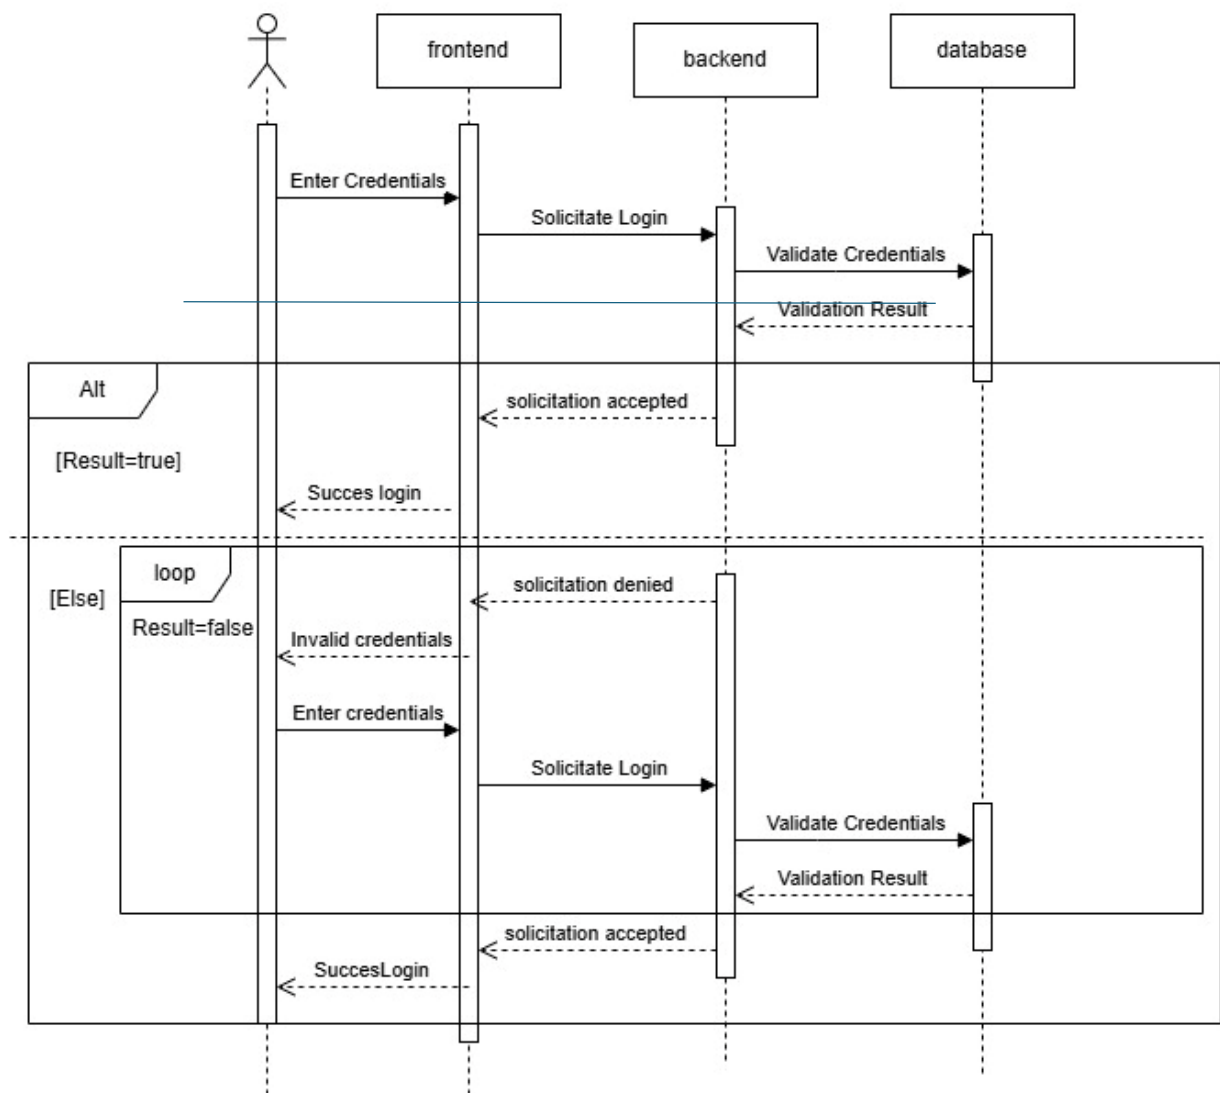 frontend
backend
database
Enter Credentials
Solicitate Login
Validate Credentials
Validation Result
Alt
solicitation accepted
[Result=true]
Succes login
loop
[Else]
solicitation denied
Result=false
Invalid credentials
Enter credentials
Solicitate Login
Validate Credentials
Validation Result
solicitation accepted
SuccesLogin